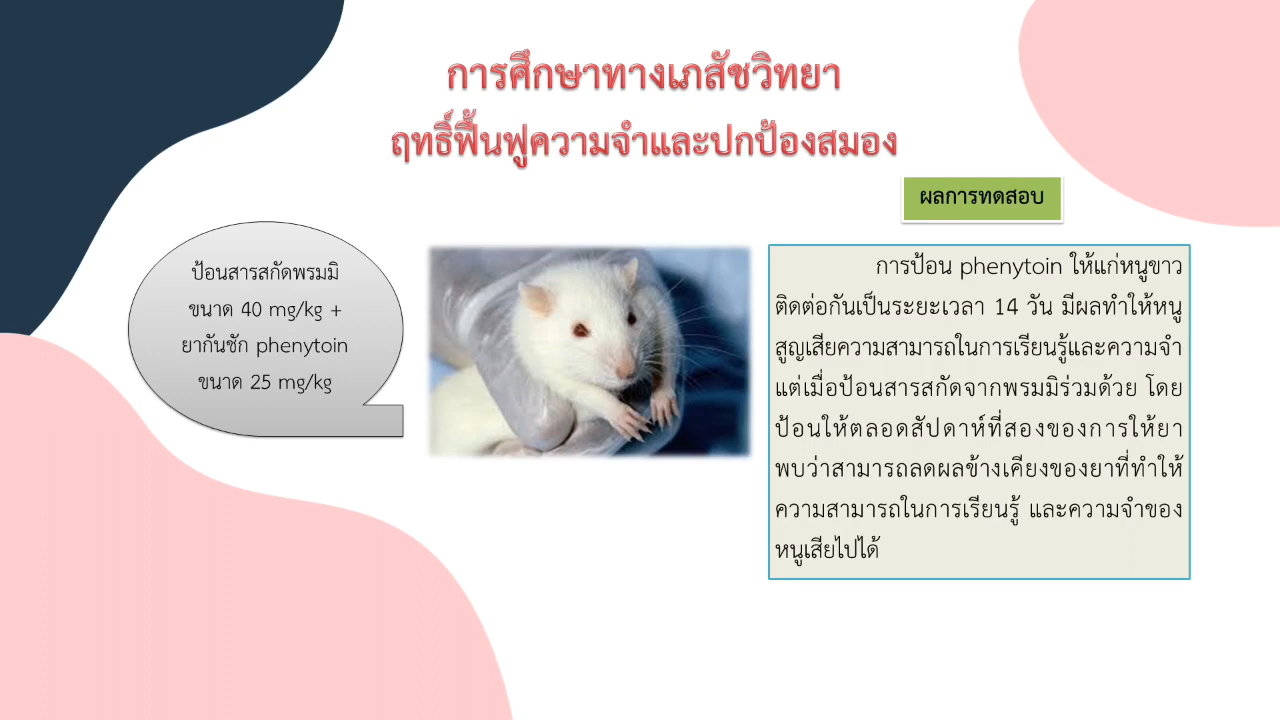 การศึกษาทางเภสัชวิทยา
ฤทธิ์ฟื้นฟูความจำและปกป้องสมอง
ผลการทดสอบ
ป้อนสารสกัดพรมมิ
ขนาด 40 mg/kg +
ยากันชัก phenytoin
ขนาด 25 mg/kg
การป้อน phenytoin ให้แก่หนูขาว
ติดต่อกันเป็นระยะเวลา 14 วัน มีผลทำให้หนู
สูญเสียความสามารถในการเรียนรู้และความจำ
แต่เมื่อป้อนสารสกัดจากพรมมิร่วมด้วย โดย
ป้อนให้ตลอดสัปดาห์ที่สองของการให้ยา
พบว่าสามารถลดผลข้างเคียงของยาที่ทำให้
ความสามารถในการเรียนรู้ และความจำของ
หนูเสียไปได้